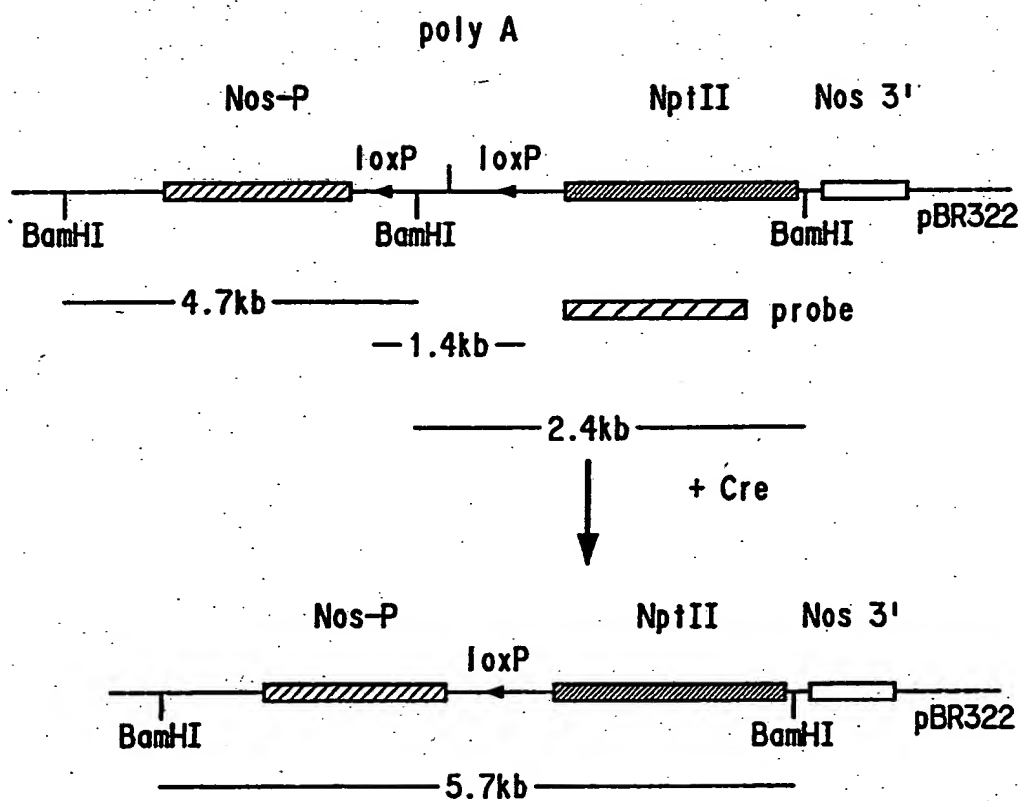 poly A
Nos-P NptII Nos 3'
loxP loxP
BamHI BamHI BamHI pBR322
4.7kb probe
1.4kb
2.4kb
+ Cre
Nos-P NptII Nos 3'
loxP
BamHI BamHI pBR322
5.7kb